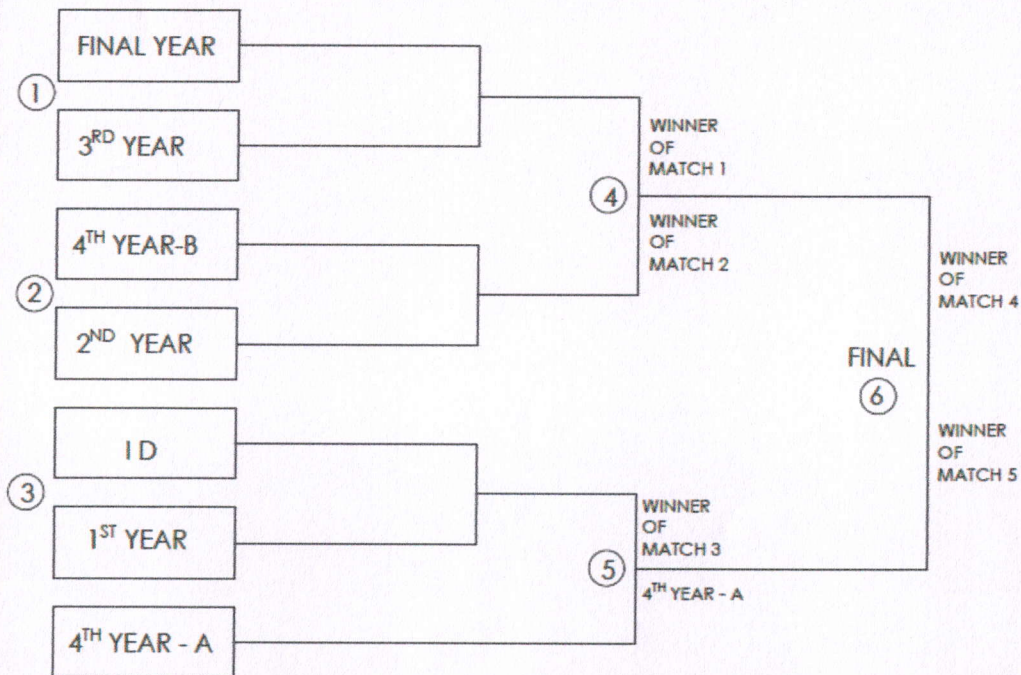 FINAL YEAR
1
3RD YEAR
4TH YEAR-B
2
2ND YEAR
I D
3
1ST YEAR
4TH YEAR - A
4
WINNER
OF
MATCH 1
WINNER
OF
MATCH 2
5
WINNER
OF
MATCH 3
4TH YEAR - A
FINAL
6
WINNER
OF
MATCH 4
WINNER
OF
MATCH 5